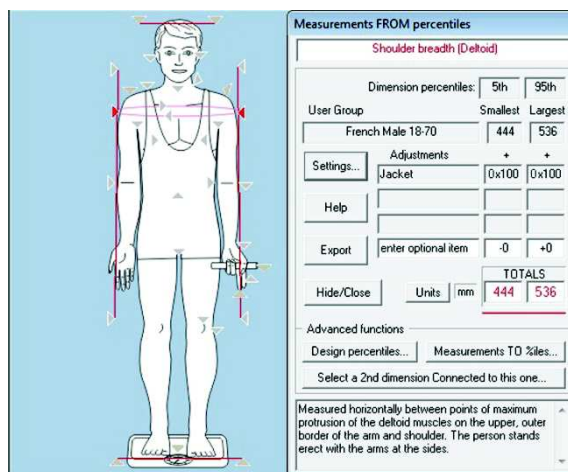 Measurements FROM percentiles
Shoulder breadth (Deltoid)
Dimension percentiles: 5th 95th
User Group Smallest Largest
French Male 18-70 444 536
Settings... Adjustments + +
Jacket 0x100 0x100
Help
Export enter optional item -0 +0
TOTALS
Hide/Close Units mm 444 536
Advanced functions
Design percentiles... Measurements TO %iles...
Select a 2nd dimension Connected to this one...
Measured horizontally between points of maximum
protrusion of the deltoid muscles on the upper, outer
border of the arm and shoulder. The person stands
erect with the arms at the sides.